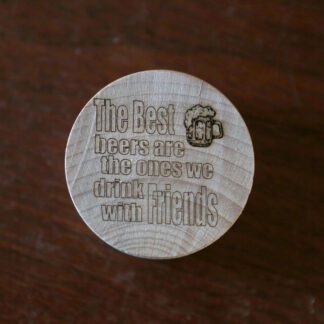 The Best
beers are
the ones we
drink
with Friends